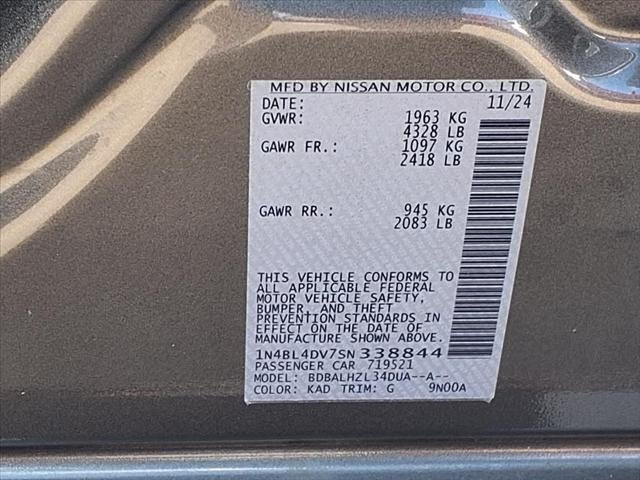 MFD BY NISSAN MOTOR CO., LTD.
DATE: 11/24
GVWR: 1963 KG
4328 LB
GAWR FR.: 1097 KG
2418 LB
GAWR RR.: 945 KG
2083 LB
THIS VEHICLE CONFORMS TO
ALL APPLICABLE FEDERAL
MOTOR VEHICLE SAFETY,
BUMPER, AND THEFT
PREVENTION STANDARDS IN
EFFECT ON THE DATE OF
MANUFACTURE SHOWN ABOVE.
1N4BL4DV7SN338844
PASSENGER CAR 719521
MODEL: BDBALHZL34DUA--A--
COLOR: KAD TRIM: G 9N00A